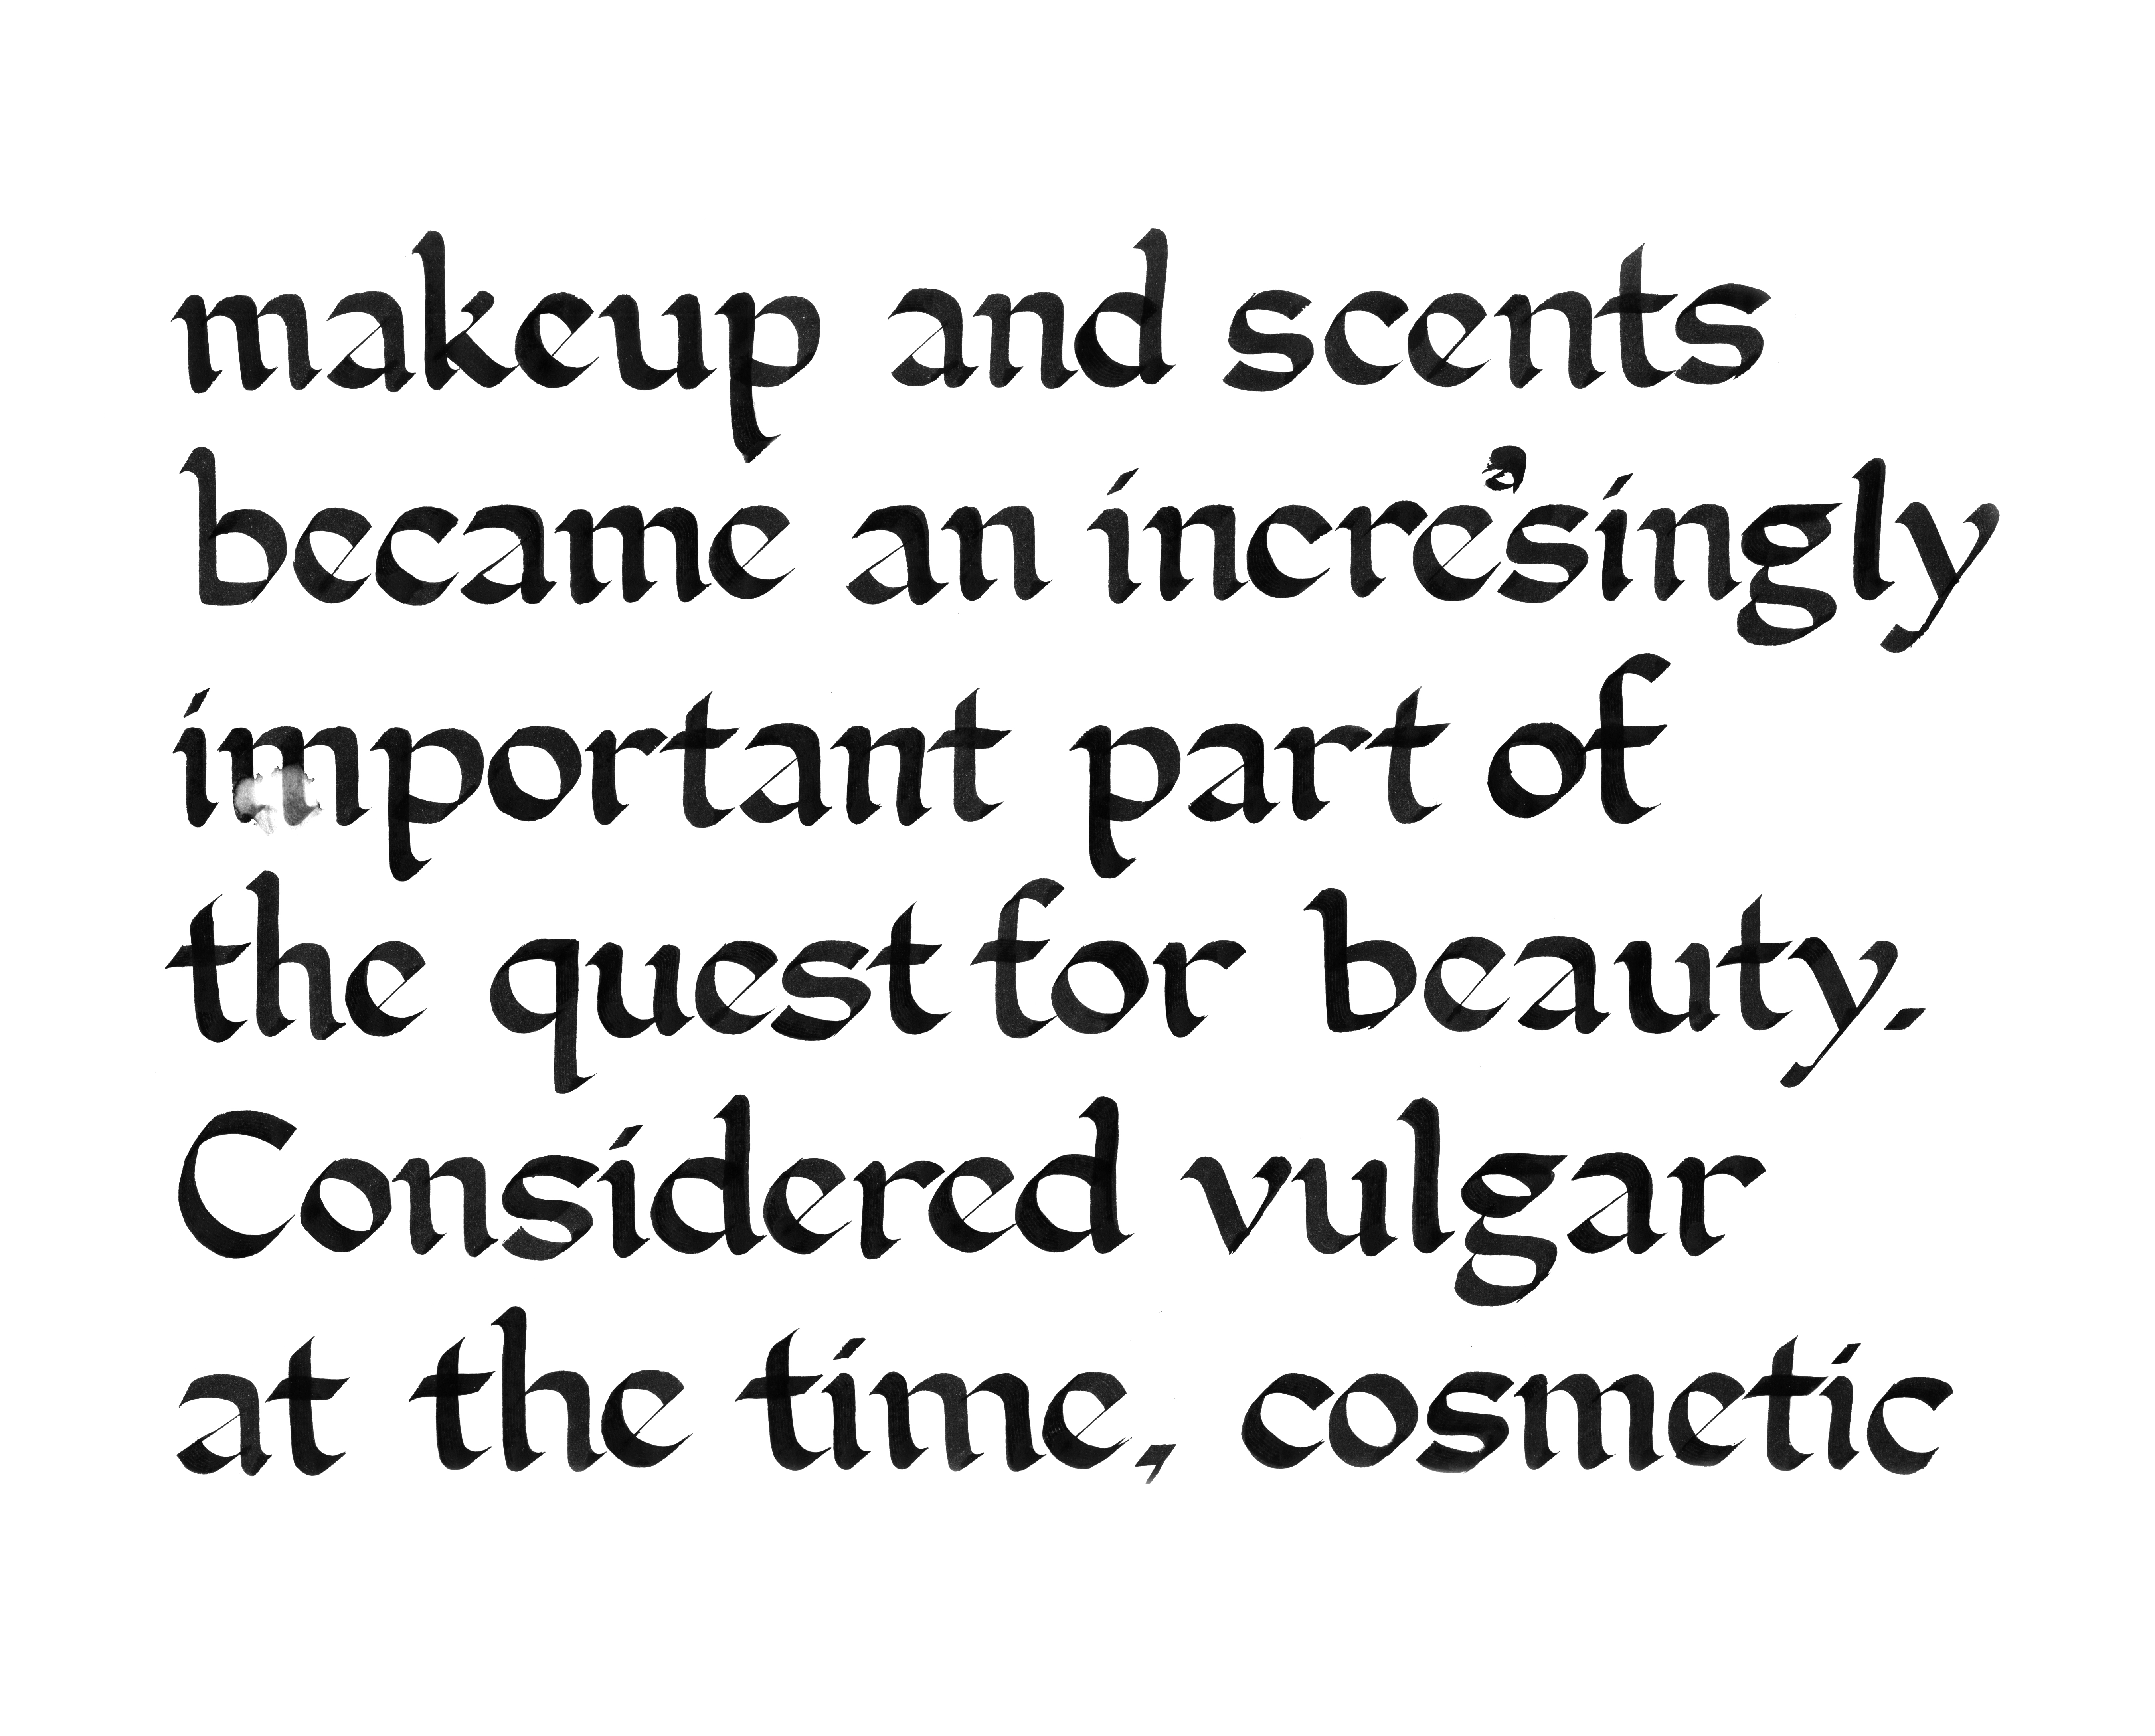 makeup and scents
became an increasingly
important part of
the quest for beauty.
Considered vulgar
at the time, cosmetic